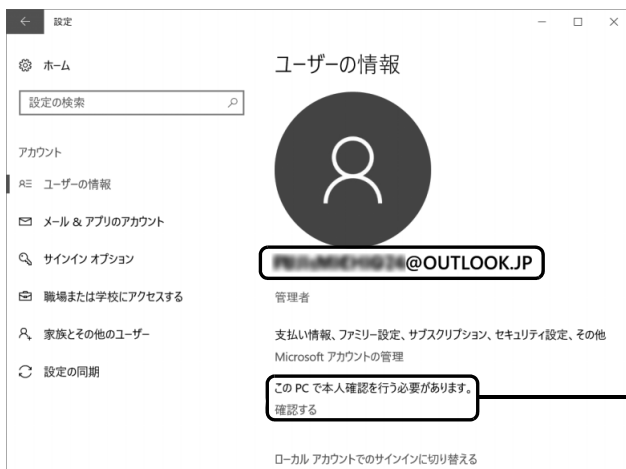 設定
ホーム
ユーザーの情報
設定の検索
アカウント
ユーザーの情報
メール & アプリのアカウント
サインイン オプション
@OUTLOOK.JP
職場または学校にアクセスする
管理者
家族とその他のユーザー
支払い情報、ファミリー設定、サブスクリプション、セキュリティ設定、その他
Microsoft アカウントの管理
設定の同期
この PC で本人確認を行う必要があります。
確認する
ローカル アカウントでのサインインに切り替える